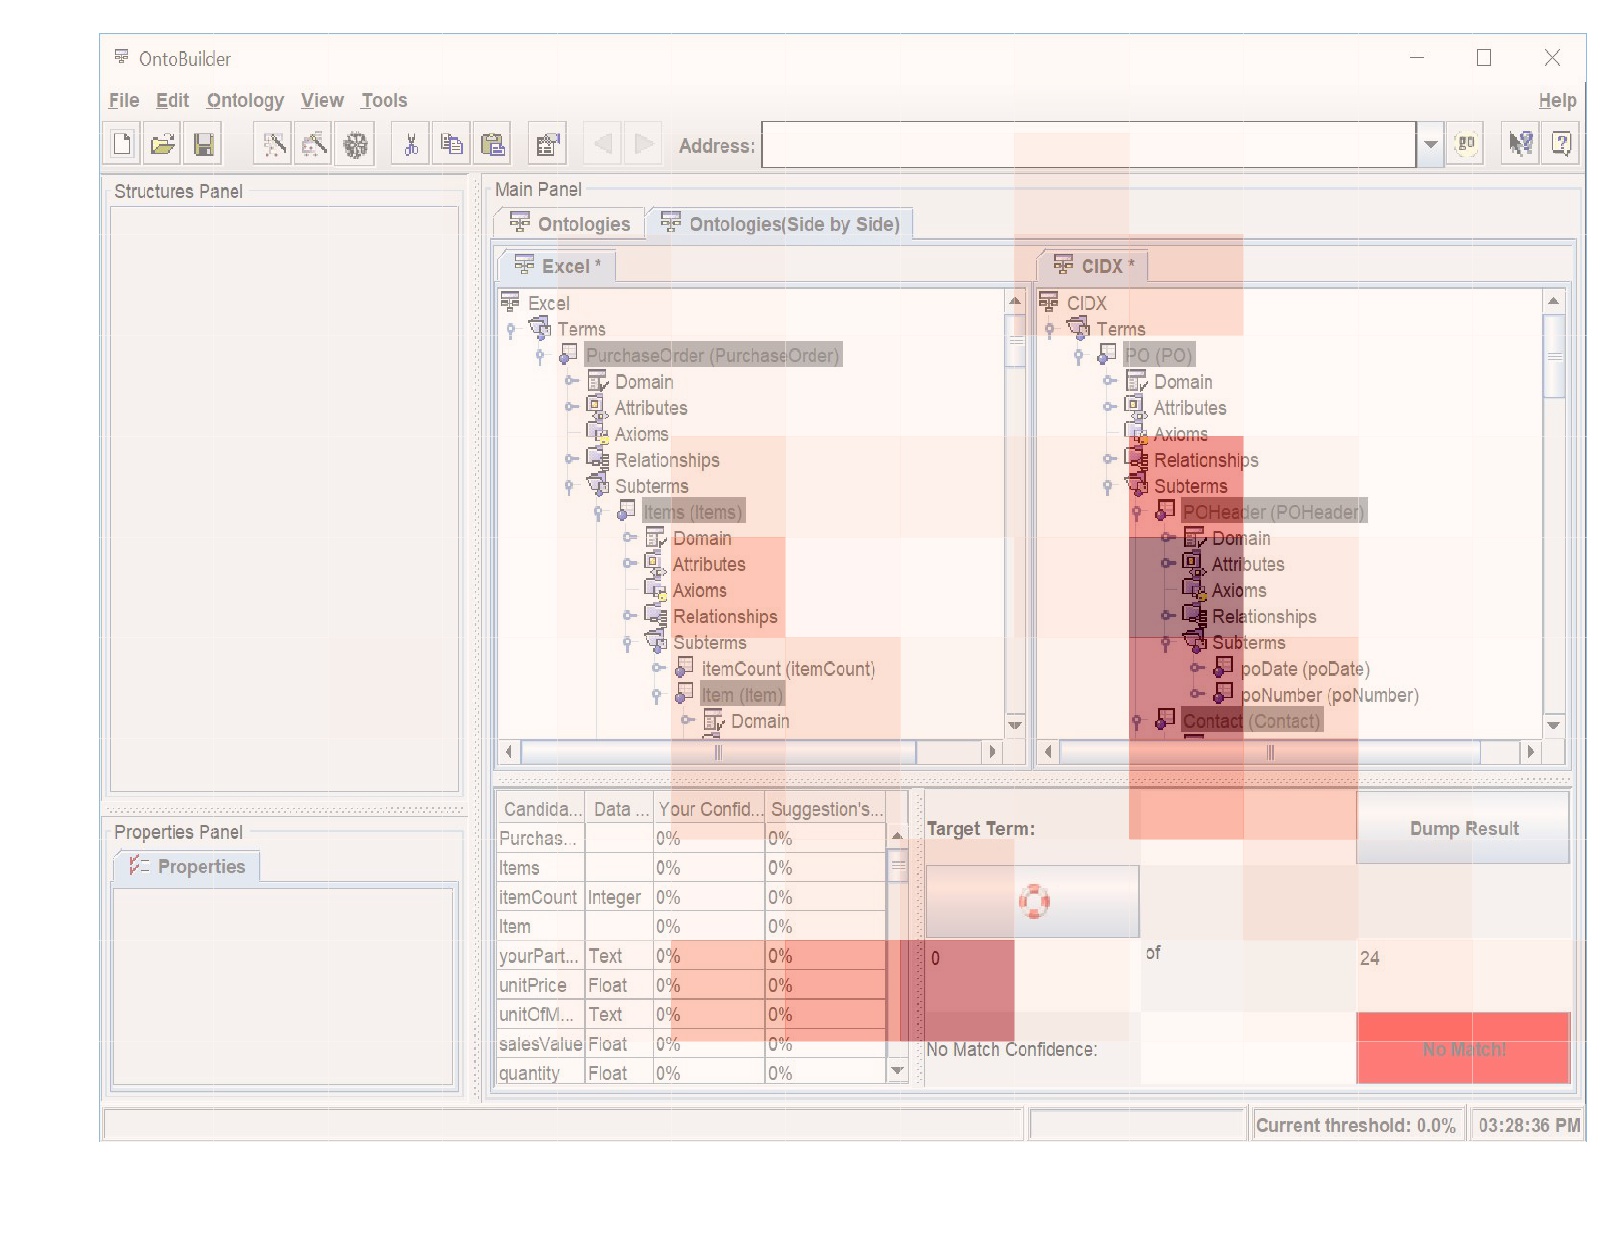 OntoBuilder
File Edit Ontology View Tools Help
Address: go
Structures Panel
Main Panel
Ontologies Ontologies(Side by Side)
Excel *
Excel
Terms
PurchaseOrder (PurchaseOrder)
Domain
Attributes
Axioms
Relationships
Subterms
Items (Items)
Domain
Attributes
Axioms
Relationships
Subterms
itemCount (itemCount)
Item (Item)
Domain
CIDX *
CIDX
Terms
PO (PO)
Domain
Attributes
Axioms
Relationships
Subterms
POHeader (POHeader)
Domain
Attributes
Axioms
Relationships
Subterms
poDate (poDate)
poNumber (poNumber)
Contact (Contact)
Properties Panel
Properties
Candida... Data ... Your Confid... Suggestion's...
Purchas... 0% 0%
Items 0% 0%
itemCount Integer 0% 0%
Item 0% 0%
yourPart... Text 0% 0%
unitPrice Float 0% 0%
unitOfM... Text 0% 0%
salesValue Float 0% 0%
quantity Float 0% 0%
Target Term: Dump Result
0 of 24
No Match Confidence: No Match!
Current threshold: 0.0% 03:28:36 PM